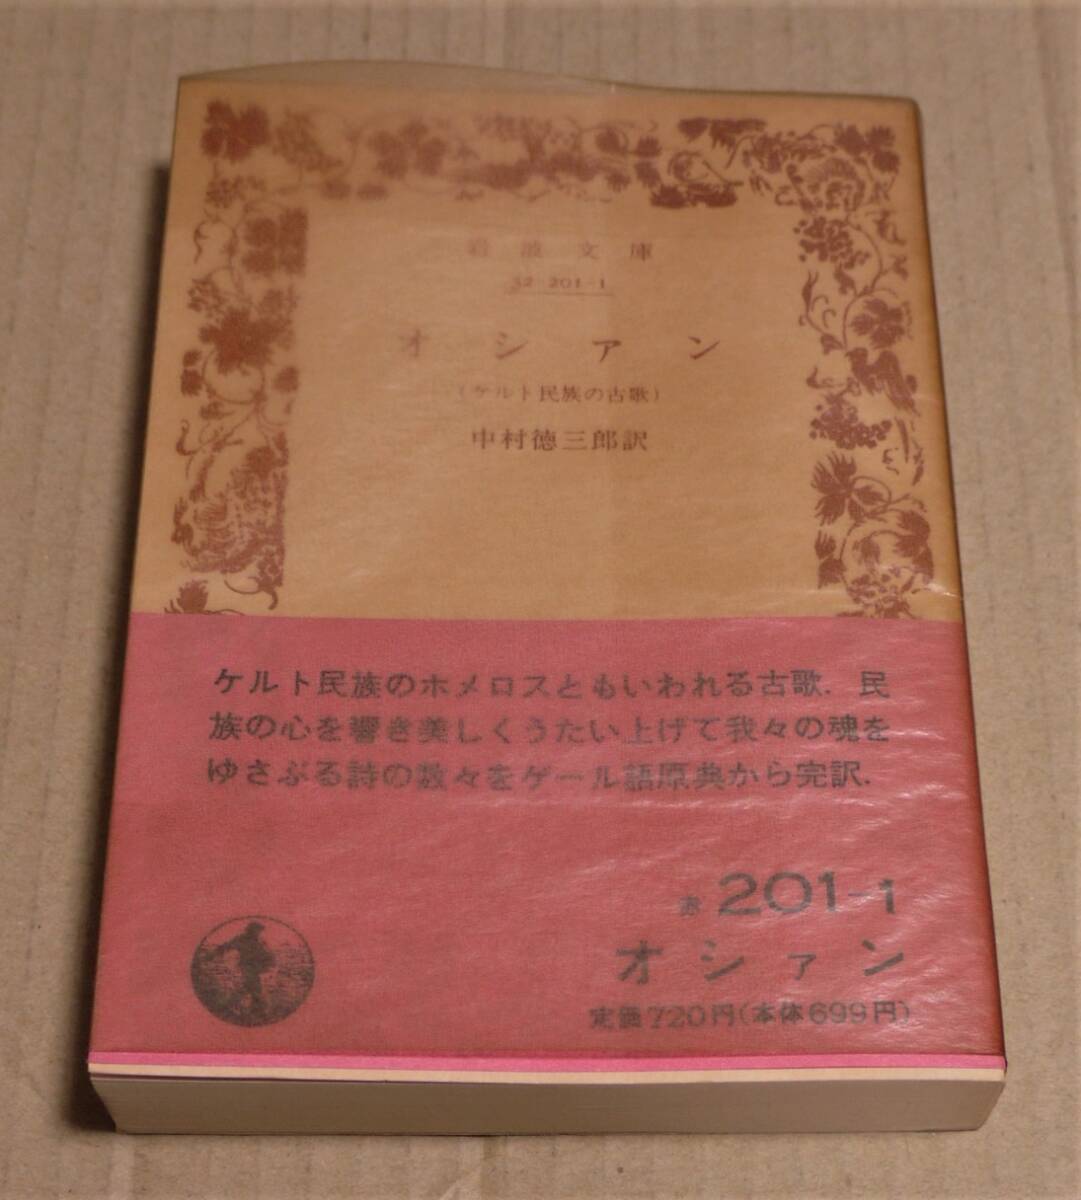 岩波文庫
32-201-1
オシァン
(ケルト民族の古歌)
中村徳三郎訳
ケルト民族のホメロスともいわれる古歌. 民
族の心を響き美しくうたい上げて我々の魂を
ゆさぶる詩の数々をゲール語原典から完訳.
赤 201-1
オシァン
定価720円(本体699円)